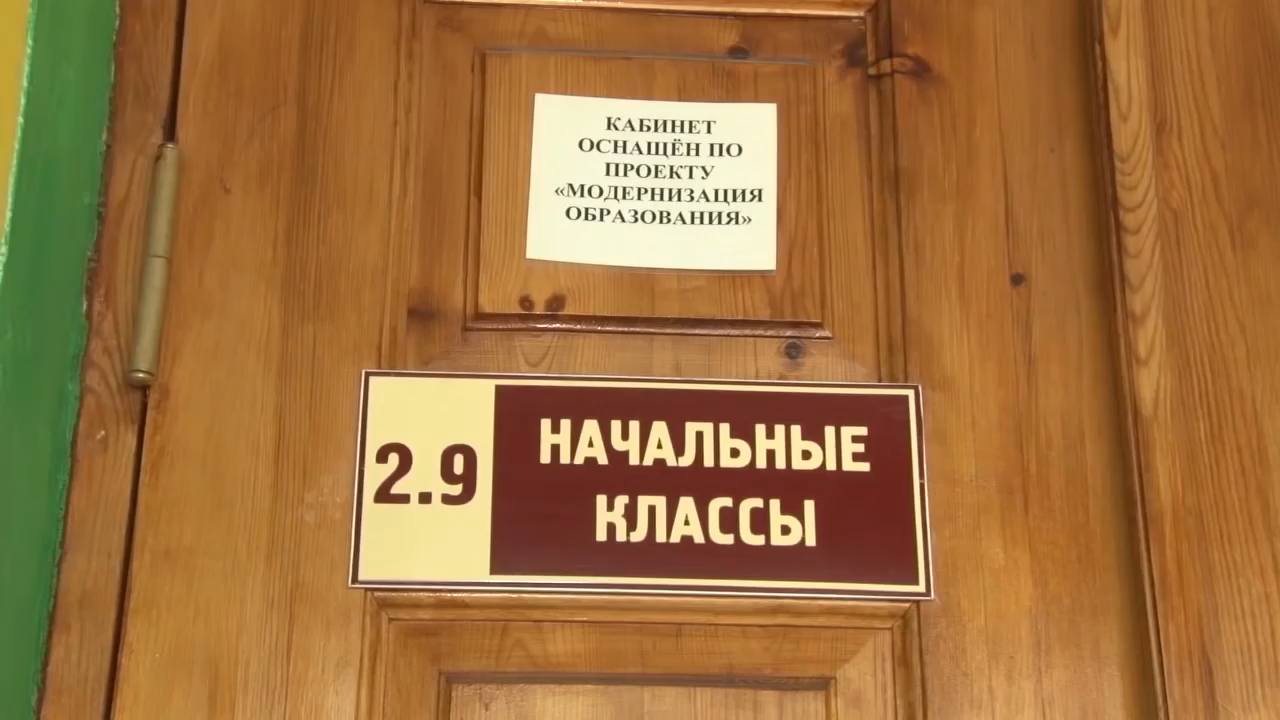 КАБИНЕТ
ОСНАЩЁН ПО
ПРОЕКТУ
«МОДЕРНИЗАЦИЯ
ОБРАЗОВАНИЯ»
2.9
НАЧАЛЬНЫЕ
КЛАССЫ